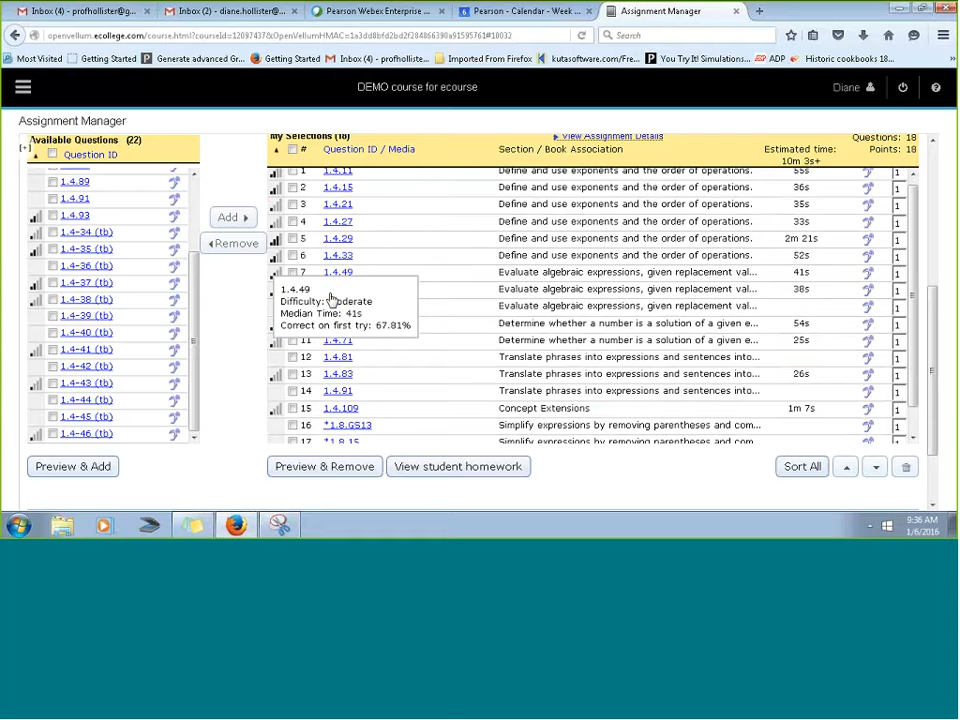 Inbox (4) - profhollister@g...
Inbox (2) - diane.hollister@...
Pearson Webex Enterprise ...
Pearson - Calendar - Week ...
Assignment Manager
Search
Most Visited
Getting Started
Generate advanced Gr...
Getting Started
Inbox (4) - profholliste...
Imported From Firefox
kutasoftware.com/Fre...
You Try It! Simulations...
ADP
Historic cookbooks 18...
DEMO course for ecourse
Diane
Assignment Manager
Available Questions (22)
[+]
Question ID
1.4.89
1.4.91
1.4.93
1.4-34 (tb)
1.4-35 (tb)
1.4-36 (tb)
1.4-37 (tb)
1.4-38 (tb)
1.4-39 (tb)
1.4-40 (tb)
1.4-41 (tb)
1.4-42 (tb)
1.4-43 (tb)
1.4-44 (tb)
1.4-45 (tb)
1.4-46 (tb)
Preview & Add
Add
Remove
My Selections (18)
View Assignment Details
Questions: 18
Points: 18
# Question ID / Media Section / Book Association Estimated time: 10m 3s+
1 1.4.11 Define and use exponents and the order of operations. 55s 1
2 1.4.15 Define and use exponents and the order of operations. 36s 1
3 1.4.21 Define and use exponents and the order of operations. 35s 1
4 1.4.27 Define and use exponents and the order of operations. 33s 1
5 1.4.29 Define and use exponents and the order of operations. 2m 21s 1
6 1.4.33 Define and use exponents and the order of operations. 52s 1
7 1.4.49 Evaluate algebraic expressions, given replacement val... 41s 1
Evaluate algebraic expressions, given replacement val... 38s 1
Evaluate algebraic expressions, given replacement val... 1
Determine whether a number is a solution of a given e... 54s 1
11 1.4.71 Determine whether a number is a solution of a given e... 25s 1
12 1.4.81 Translate phrases into expressions and sentences into... 1
13 1.4.83 Translate phrases into expressions and sentences into... 26s 1
14 1.4.91 Translate phrases into expressions and sentences into... 1
15 1.4.109 Concept Extensions 1m 7s 1
16 *1.8.GS13 Simplify expressions by removing parentheses and com... 1
17 *1.8.15 Simplify expressions by removing parentheses and com... 1
1.4.49
Difficulty: Moderate
Median Time: 41s
Correct on first try: 67.81%
Preview & Remove
View student homework
Sort All
9:36 AM
1/6/2016